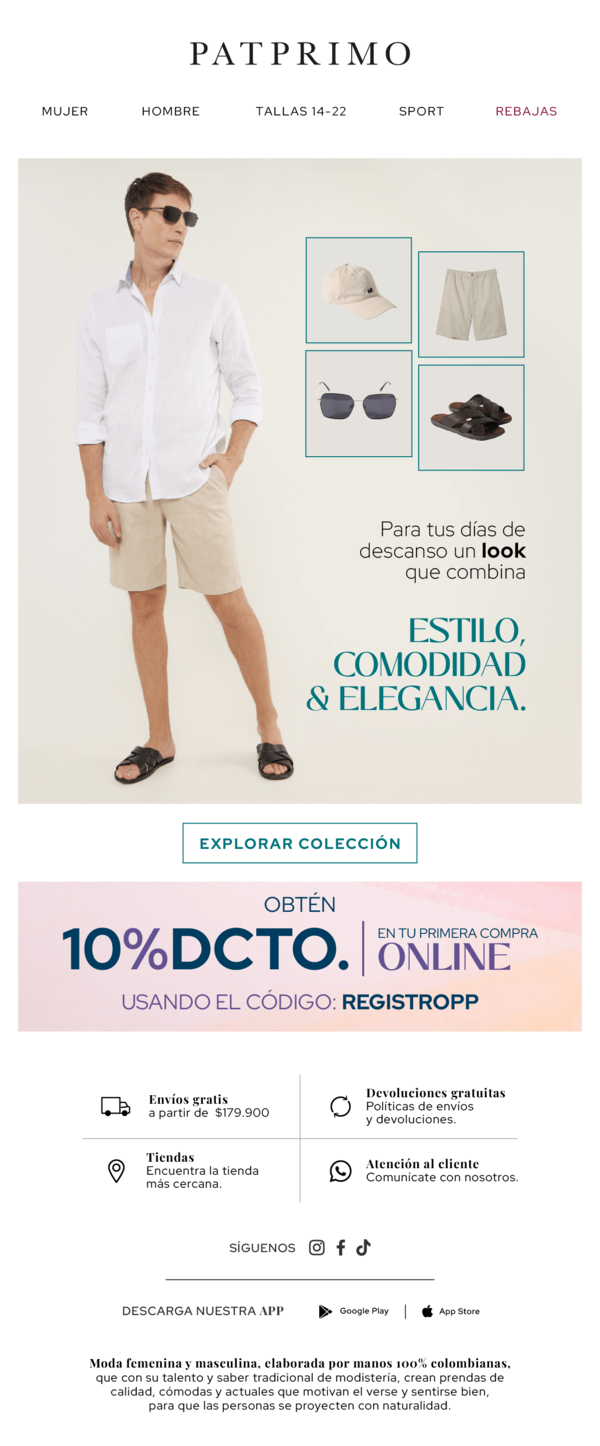 PATPRIMO
MUJER HOMBRE TALLAS 14-22 SPORT REBAJAS
Para tus días de
descanso un look
que combina
ESTILO,
COMODIDAD
& ELEGANCIA.
EXPLORAR COLECCIÓN
OBTÉN
10%DCTO.
EN TU PRIMERA COMPRA
ONLINE
USANDO EL CÓDIGO: REGISTROPP
Envíos gratis
a partir de $179.900
Devoluciones gratuitas
Políticas de envíos
y devoluciones.
Tiendas
Encuentra la tienda
más cercana.
Atención al cliente
Comunícate con nosotros.
SÍGUENOS
DESCARGA NUESTRA APP Google Play | App Store
Moda femenina y masculina, elaborada por manos 100% colombianas,
que con su talento y saber tradicional de modistería, crean prendas de
calidad, cómodas y actuales que motivan el verse y sentirse bien,
para que las personas se proyecten con naturalidad.